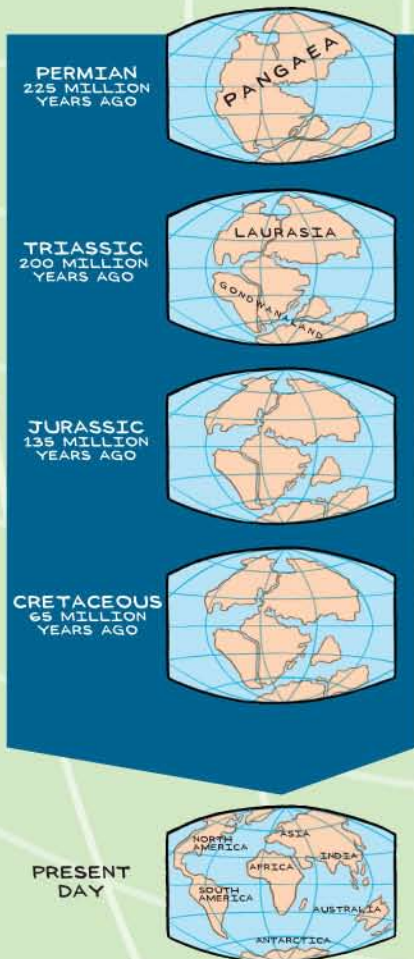 PERMIAN
225 MILLION
YEARS AGO
PANGAEA
TRIASSIC
200 MILLION
YEARS AGO
LAURASIA
GONDWANALAND
JURASSIC
135 MILLION
YEARS AGO
CRETACEOUS
65 MILLION
YEARS AGO
PRESENT
DAY
NORTH
AMERICA
ASIA
AFRICA
INDIA
SOUTH
AMERICA
AUSTRALIA
ANTARCTICA